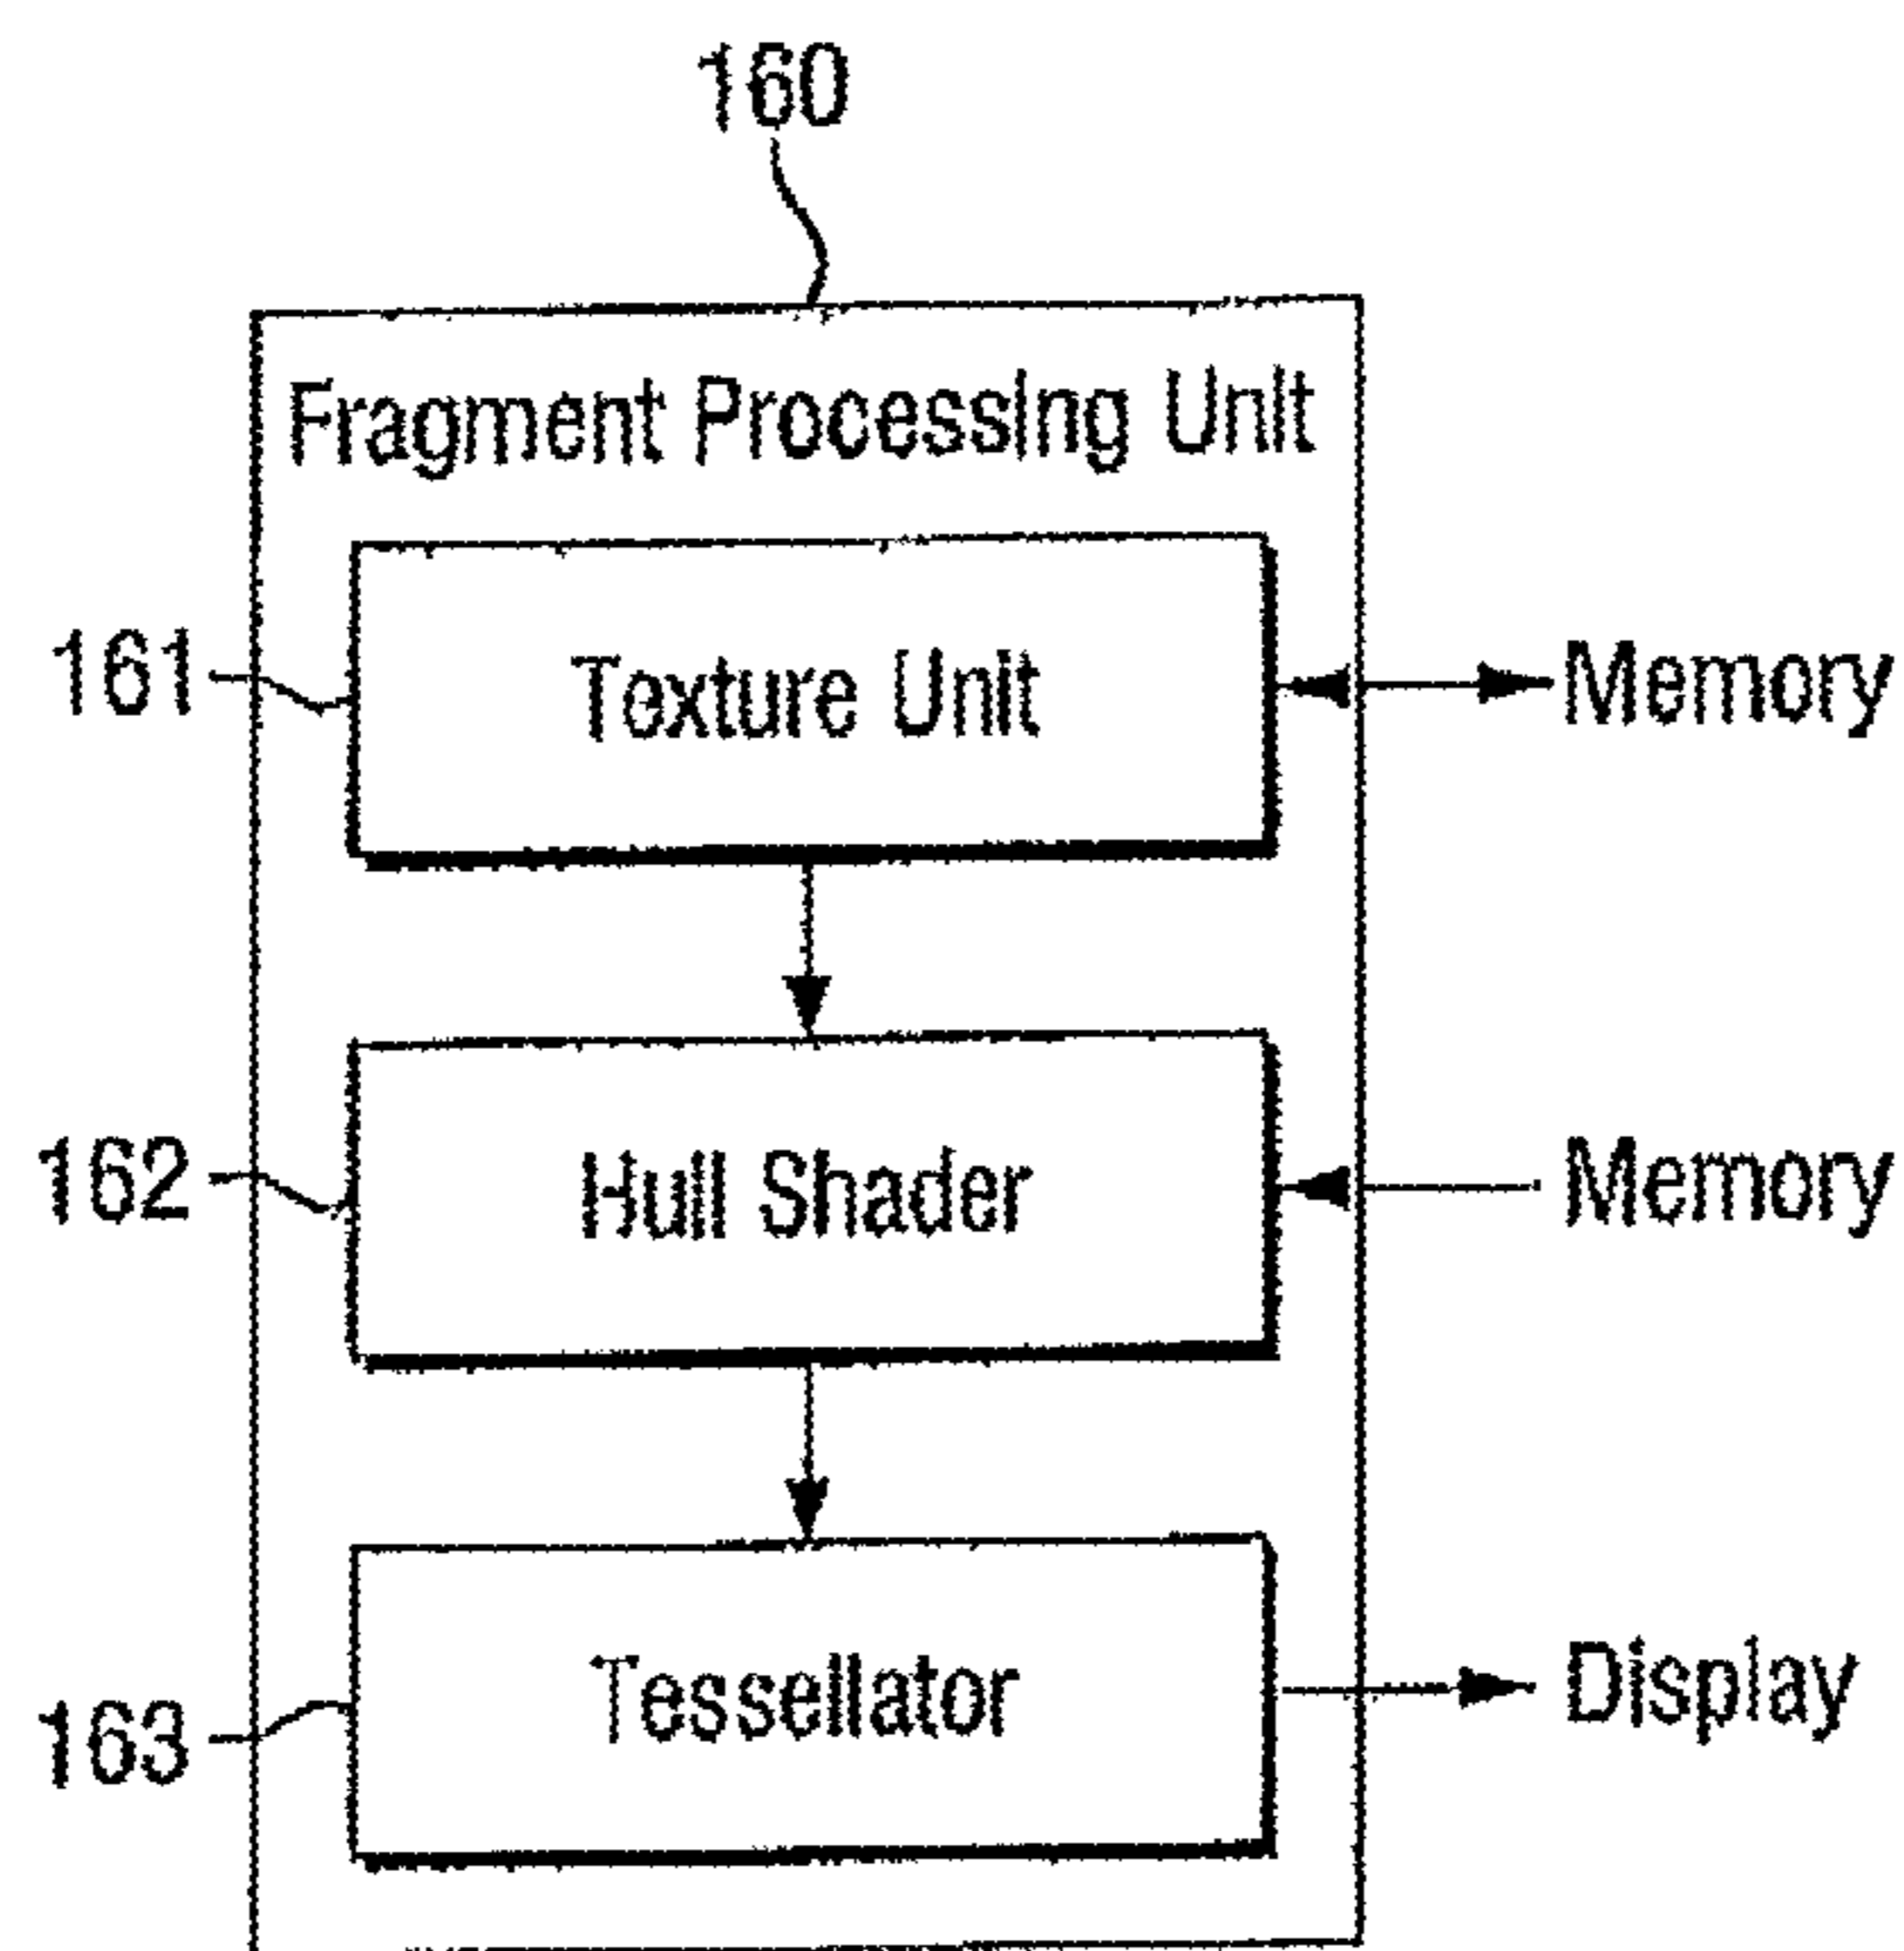 160
Fragment Processing Unit
161
Texture Unit
Memory
162
Hull Shader
Memory
163
Tessellator
Display